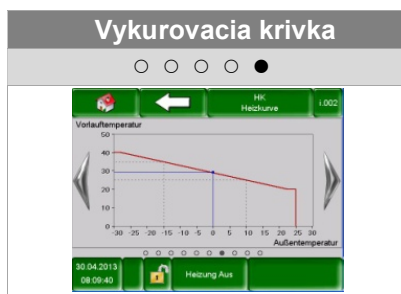 Vykurovacia krivka
HK
Heizkurve
i.002
Vorlauftemperatur
50
40
30
20
10
0
-30 -25 -15 -10 -5 0 5 10 15 20 25 30
Außentemperatur
30.04.2013
08:09:40
Heizung Aus